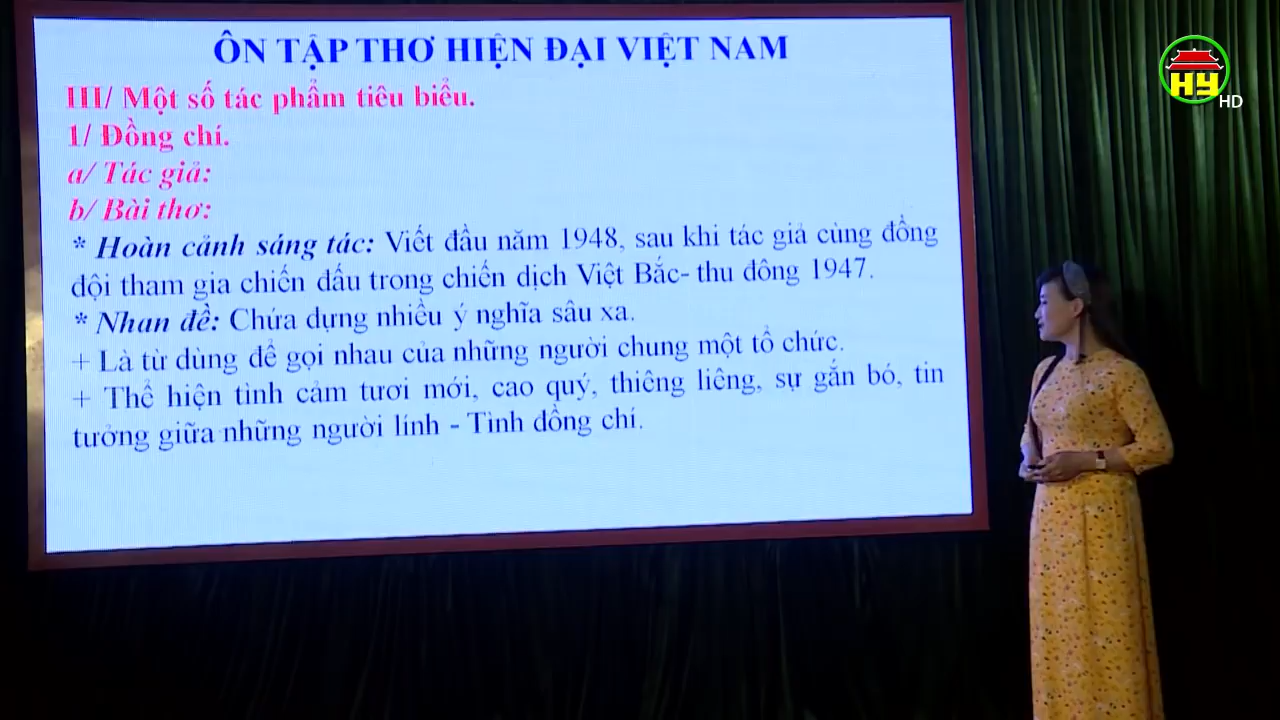 ÔN TẬP THƠ HIỆN ĐẠI VIỆT NAM
III/ Một số tác phẩm tiêu biểu.
1/ Đồng chí.
a/ Tác giả:
b/ Bài thơ:
* Hoàn cảnh sáng tác: Viết đầu năm 1948, sau khi tác giả cùng đồng
đội tham gia chiến đấu trong chiến dịch Việt Bắc- thu đông 1947.
* Nhan đề: Chứa đựng nhiều ý nghĩa sâu xa.
+ Là từ dùng để gọi nhau của những người chung một tổ chức.
+ Thể hiện tình cảm tươi mới, cao quý, thiêng liêng, sự gắn bó, tin
tưởng giữa những người lính - Tình đồng chí.
HY
HD